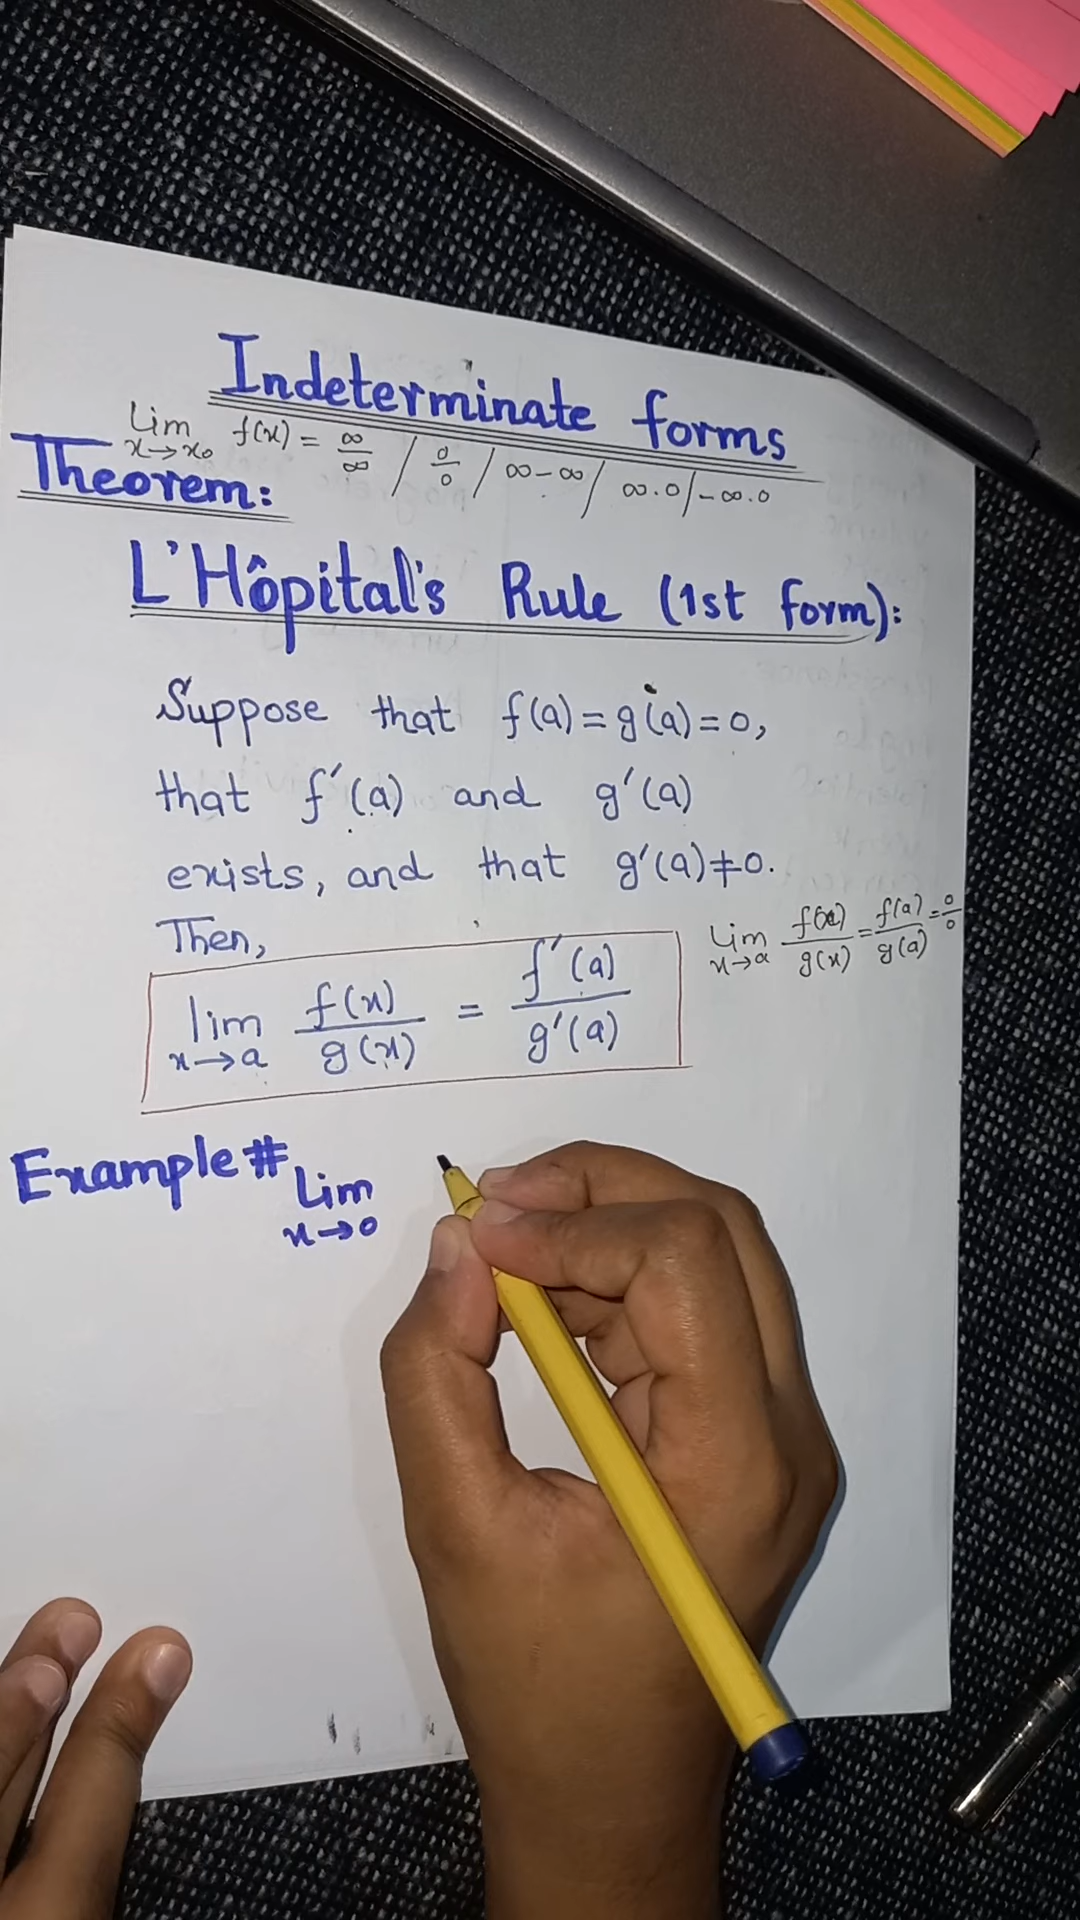 Indeterminate forms
Lim x→x₀ f(x) = ∞/∞ / 0/0 / ∞-∞ / ∞.0 / -∞.0
Theorem:
L'Hôpital's Rule (1st form):
Suppose that f(a) = g(a) = 0,
that f'(a) and g'(a)
exists, and that g'(a) ≠ 0.
Then,
lim x→a f(x)/g(x) = f'(a)/g'(a)
Lim x→a f(x)/g(x) = f(a)/g(a) = 0/0
Example # Lim x→0